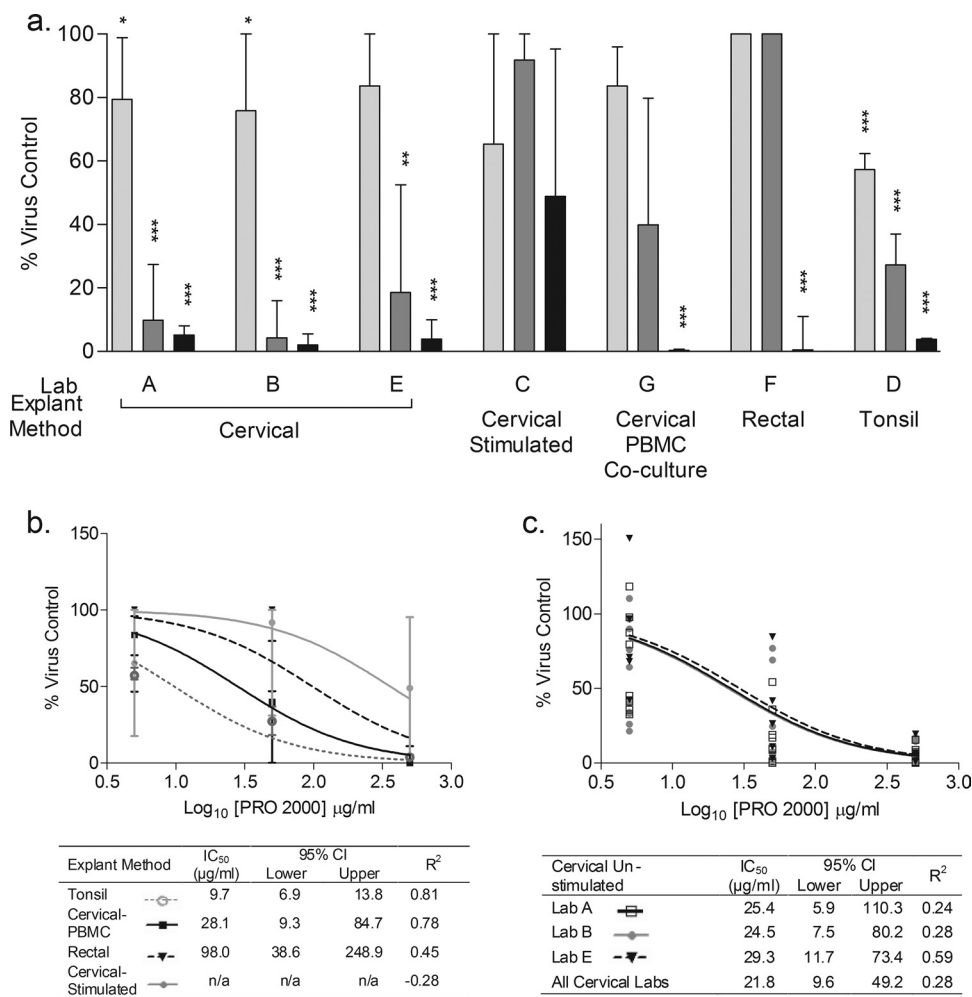 a.
% Virus Control
100
80
60
40
20
0
* *** *** * *** *** ** *** *** *** *** *** ***
Lab A B E C G F D
Explant Method
Cervical
Cervical Stimulated
Cervical PBMC Co-culture
Rectal
Tonsil
b.
% Virus Control
150
100
50
0
0.5 1.0 1.5 2.0 2.5 3.0
Log10 [PRO 2000] µg/ml
Explant Method IC50 (µg/ml) 95% CI Lower Upper R2
Tonsil 9.7 6.9 13.8 0.81
Cervical-PBMC 28.1 9.3 84.7 0.78
Rectal 98.0 38.6 248.9 0.45
Cervical-Stimulated n/a n/a n/a -0.28
c.
% Virus Control
150
100
50
0
0.5 1.0 1.5 2.0 2.5 3.0
Log10 [PRO 2000] µg/ml
Cervical Un-stimulated IC50 (µg/ml) 95% CI Lower Upper R2
Lab A 25.4 5.9 110.3 0.24
Lab B 24.5 7.5 80.2 0.28
Lab E 29.3 11.7 73.4 0.59
All Cervical Labs 21.8 9.6 49.2 0.28